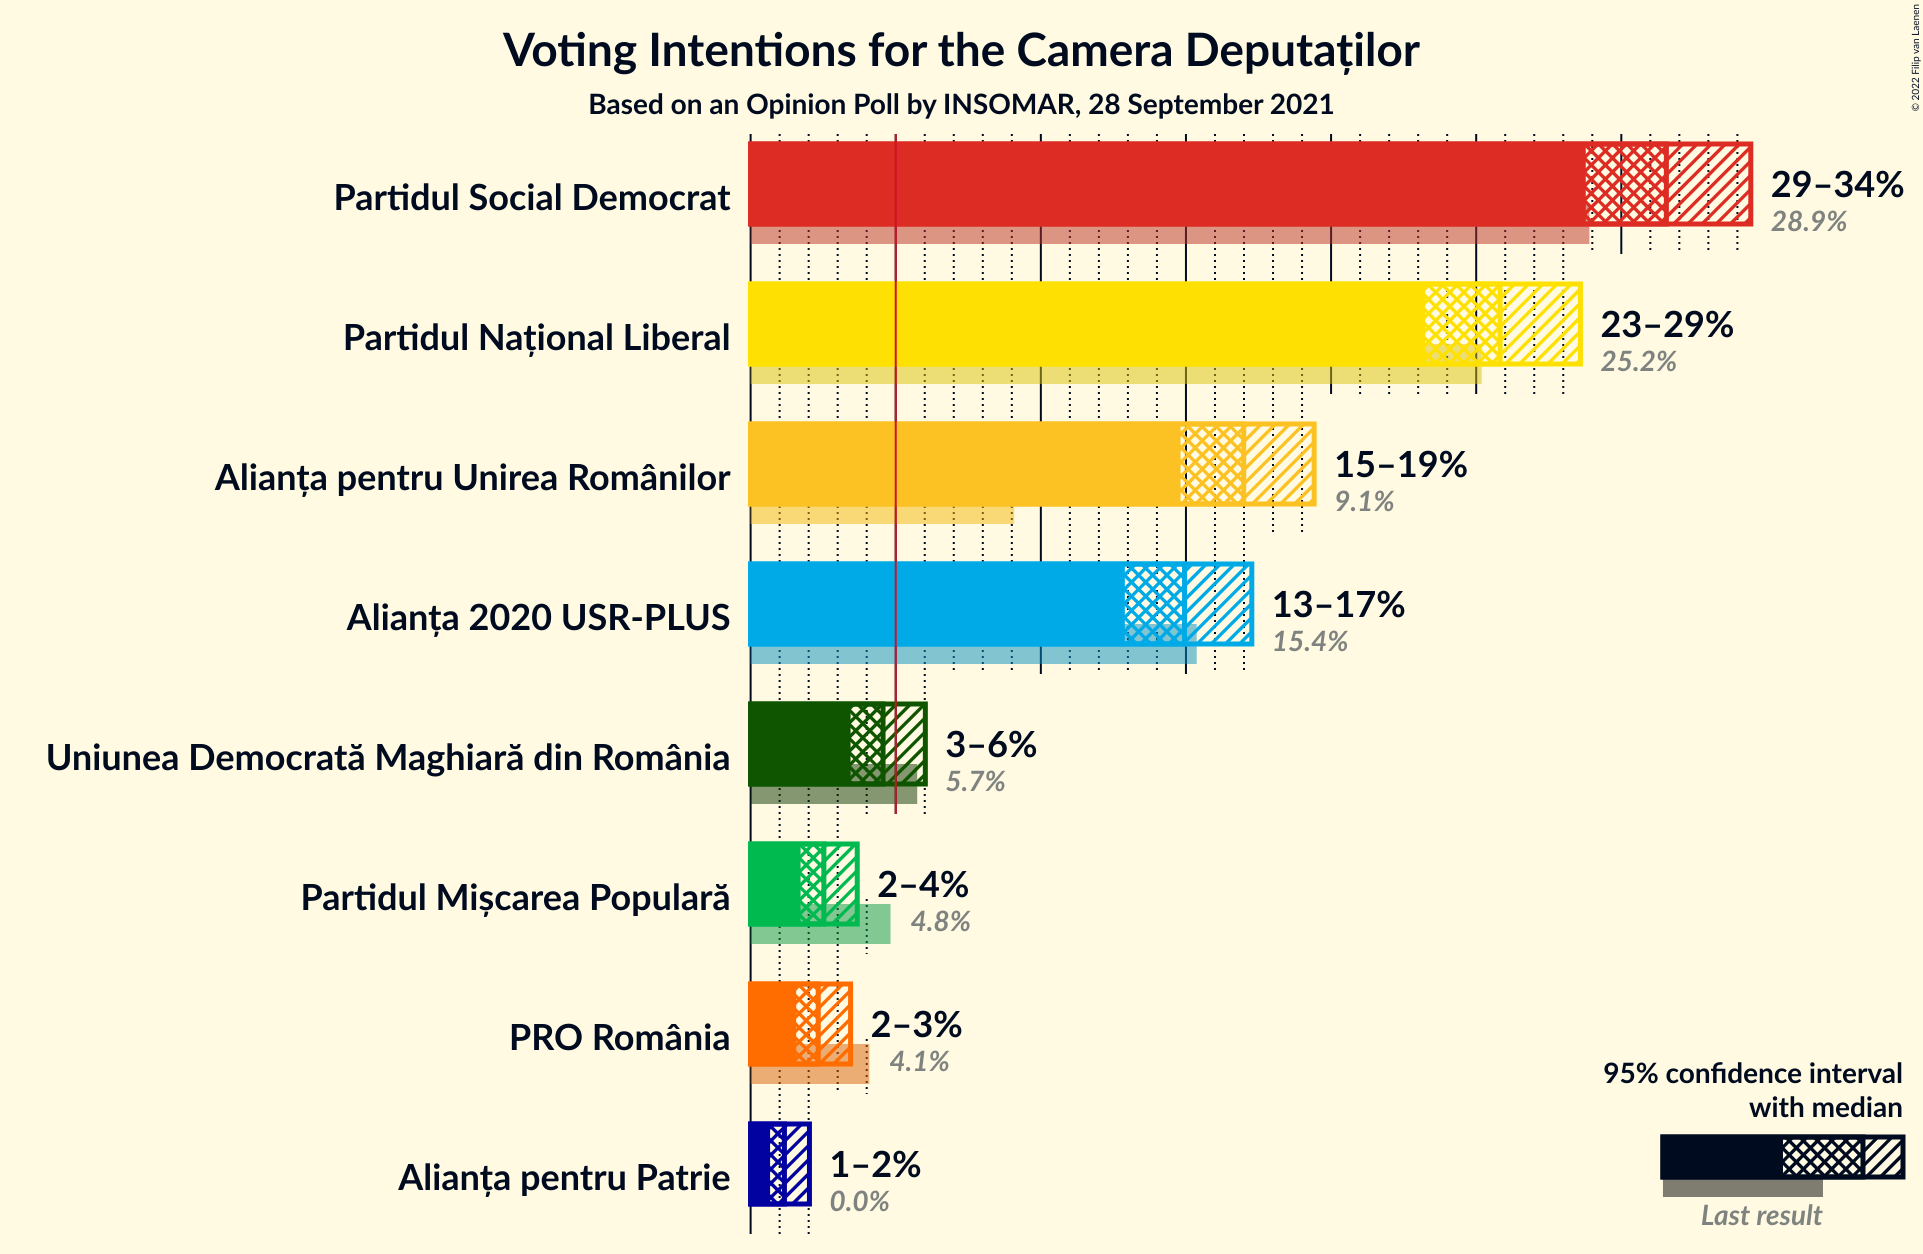 Voting Intentions for the Camera Deputaților
Based on an Opinion Poll by INSOMAR, 28 September 2021
© 2022 Filip van Laenen
Partidul Social Democrat
29–34%
28.9%
Partidul Național Liberal
23–29%
25.2%
Alianța pentru Unirea Românilor
15–19%
9.1%
Alianța 2020 USR-PLUS
13–17%
15.4%
Uniunea Democrată Maghiară din România
3–6%
5.7%
Partidul Mișcarea Populară
2–4%
4.8%
PRO România
2–3%
4.1%
Alianța pentru Patrie
1–2%
0.0%
95% confidence interval
with median
Last result